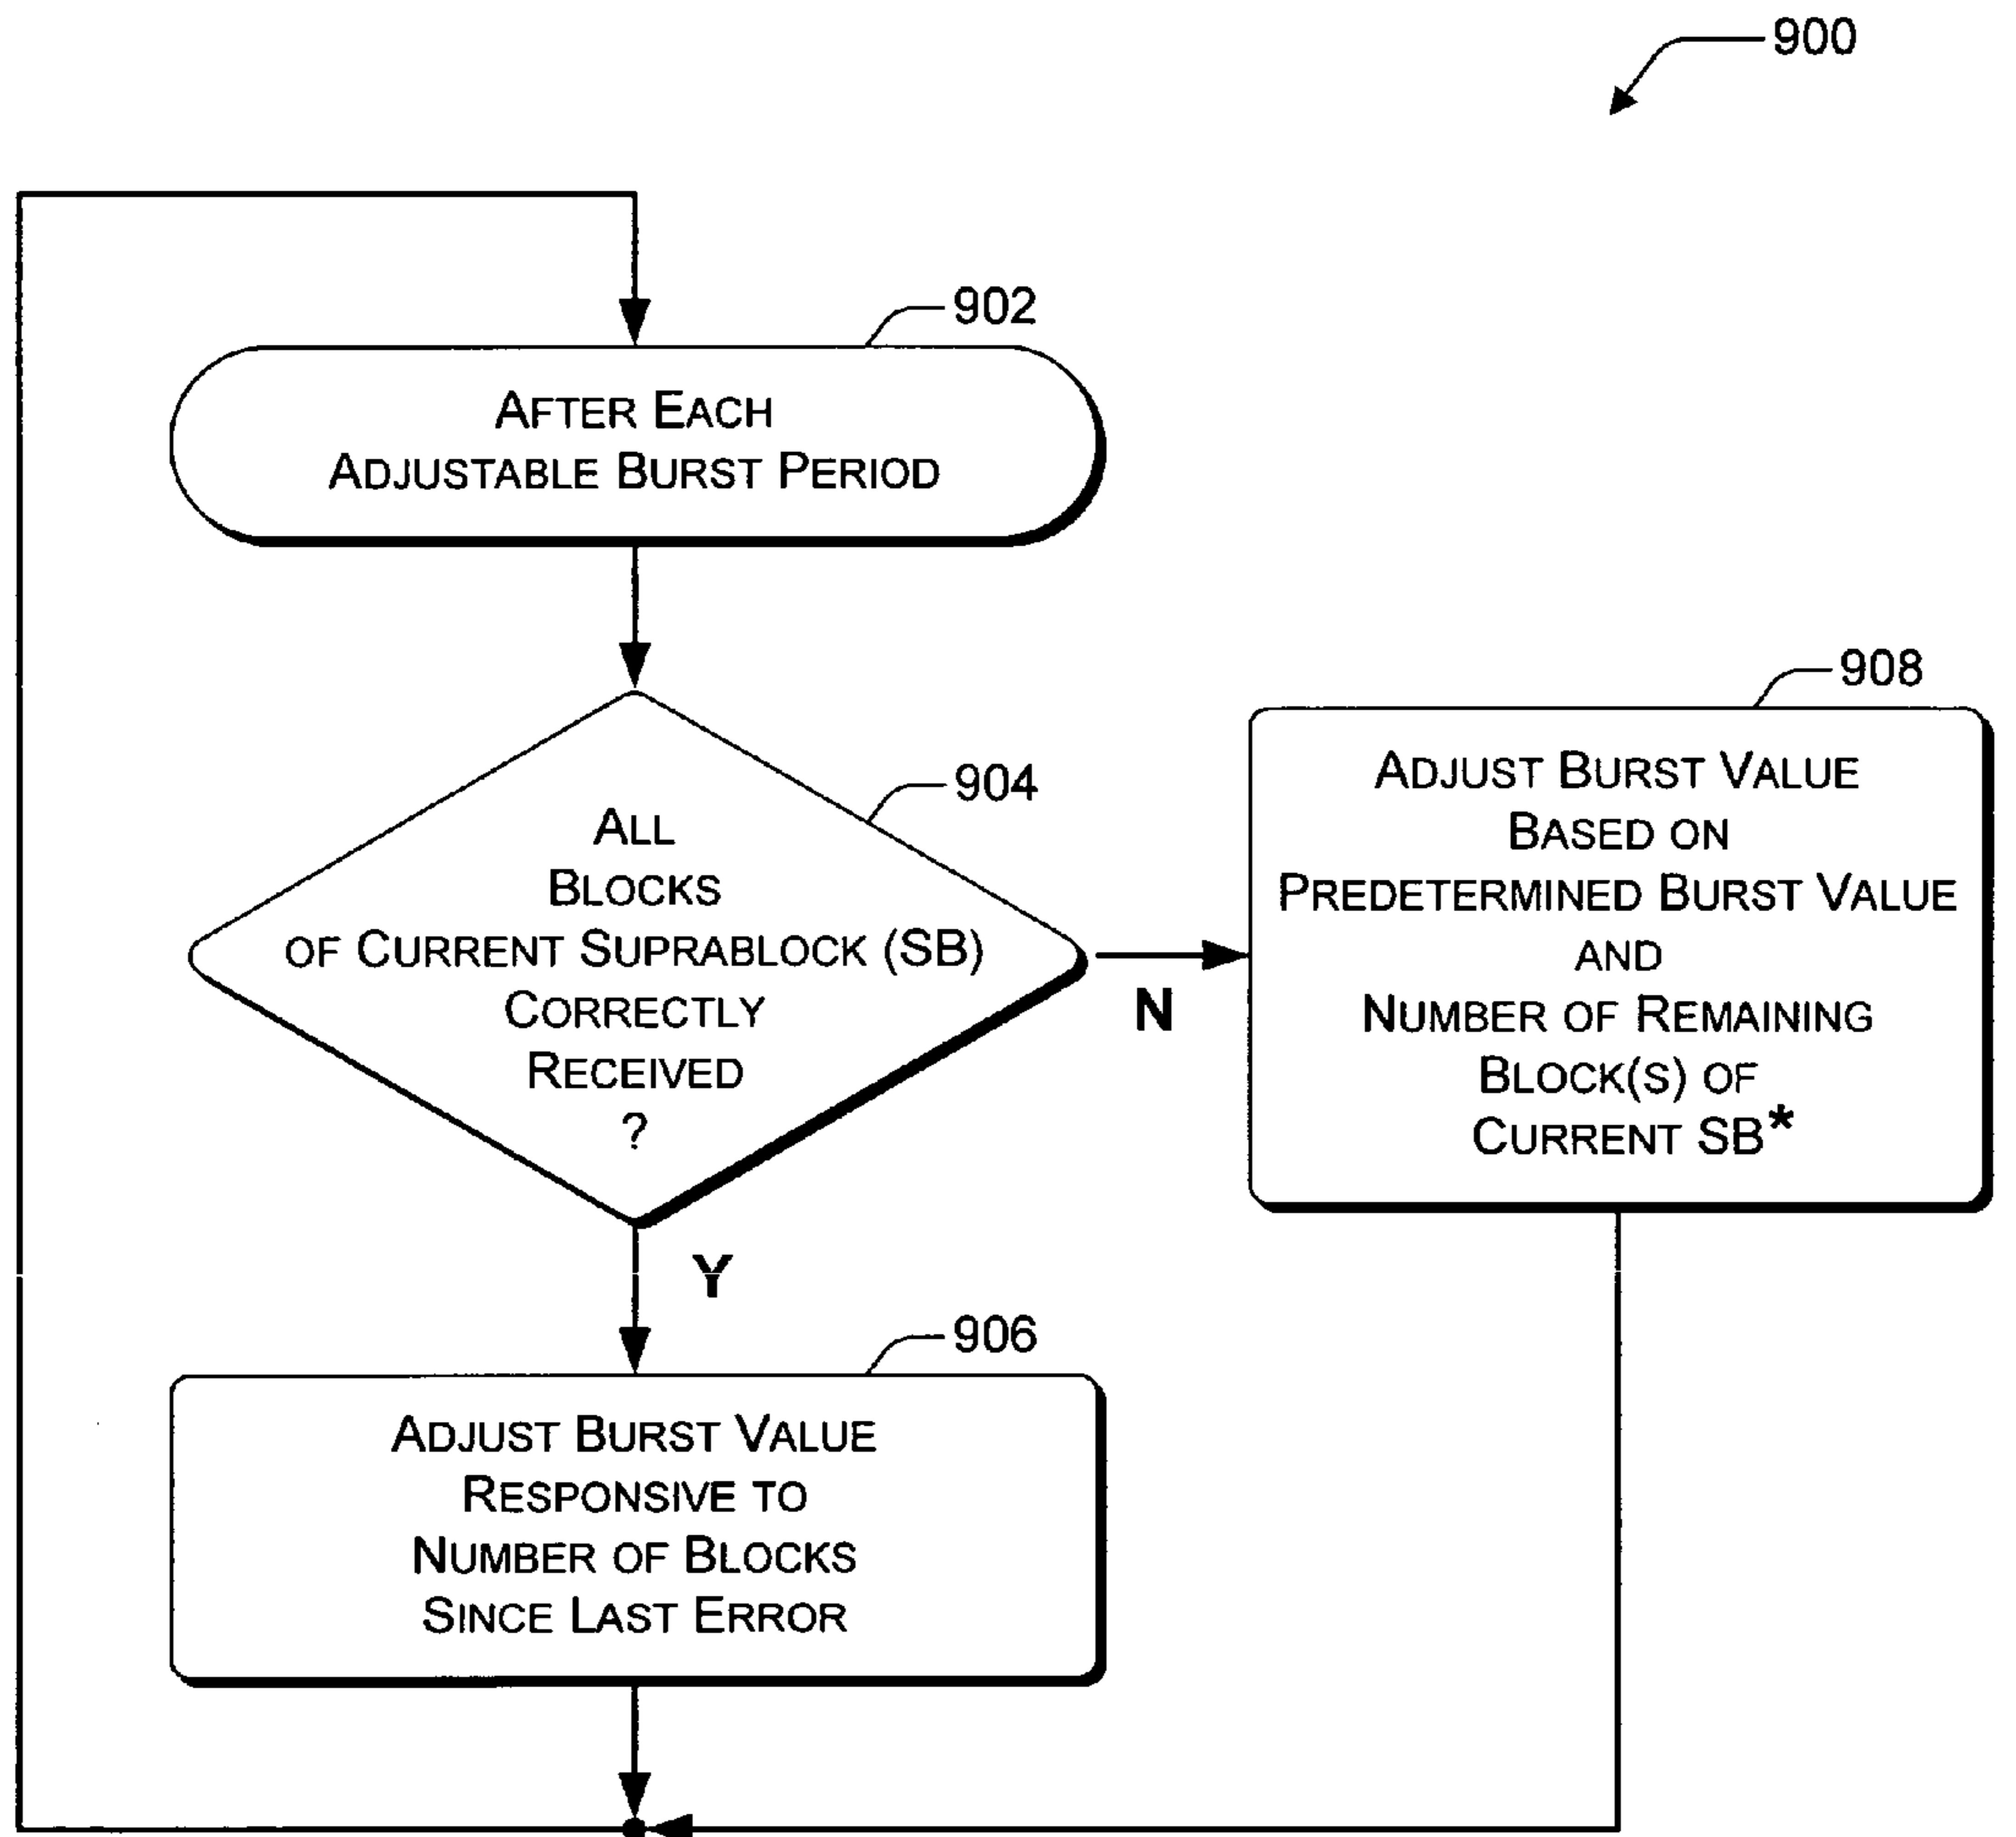 900
902
AFTER EACH
ADJUSTABLE BURST PERIOD
904
ALL
BLOCKS
OF CURRENT SUPRABLOCK (SB)
CORRECTLY
RECEIVED
?
N
908
ADJUST BURST VALUE
BASED ON
PREDETERMINED BURST VALUE
AND
NUMBER OF REMAINING
BLOCK(S) OF
CURRENT SB*
Y
906
ADJUST BURST VALUE
RESPONSIVE TO
NUMBER OF BLOCKS
SINCE LAST ERROR